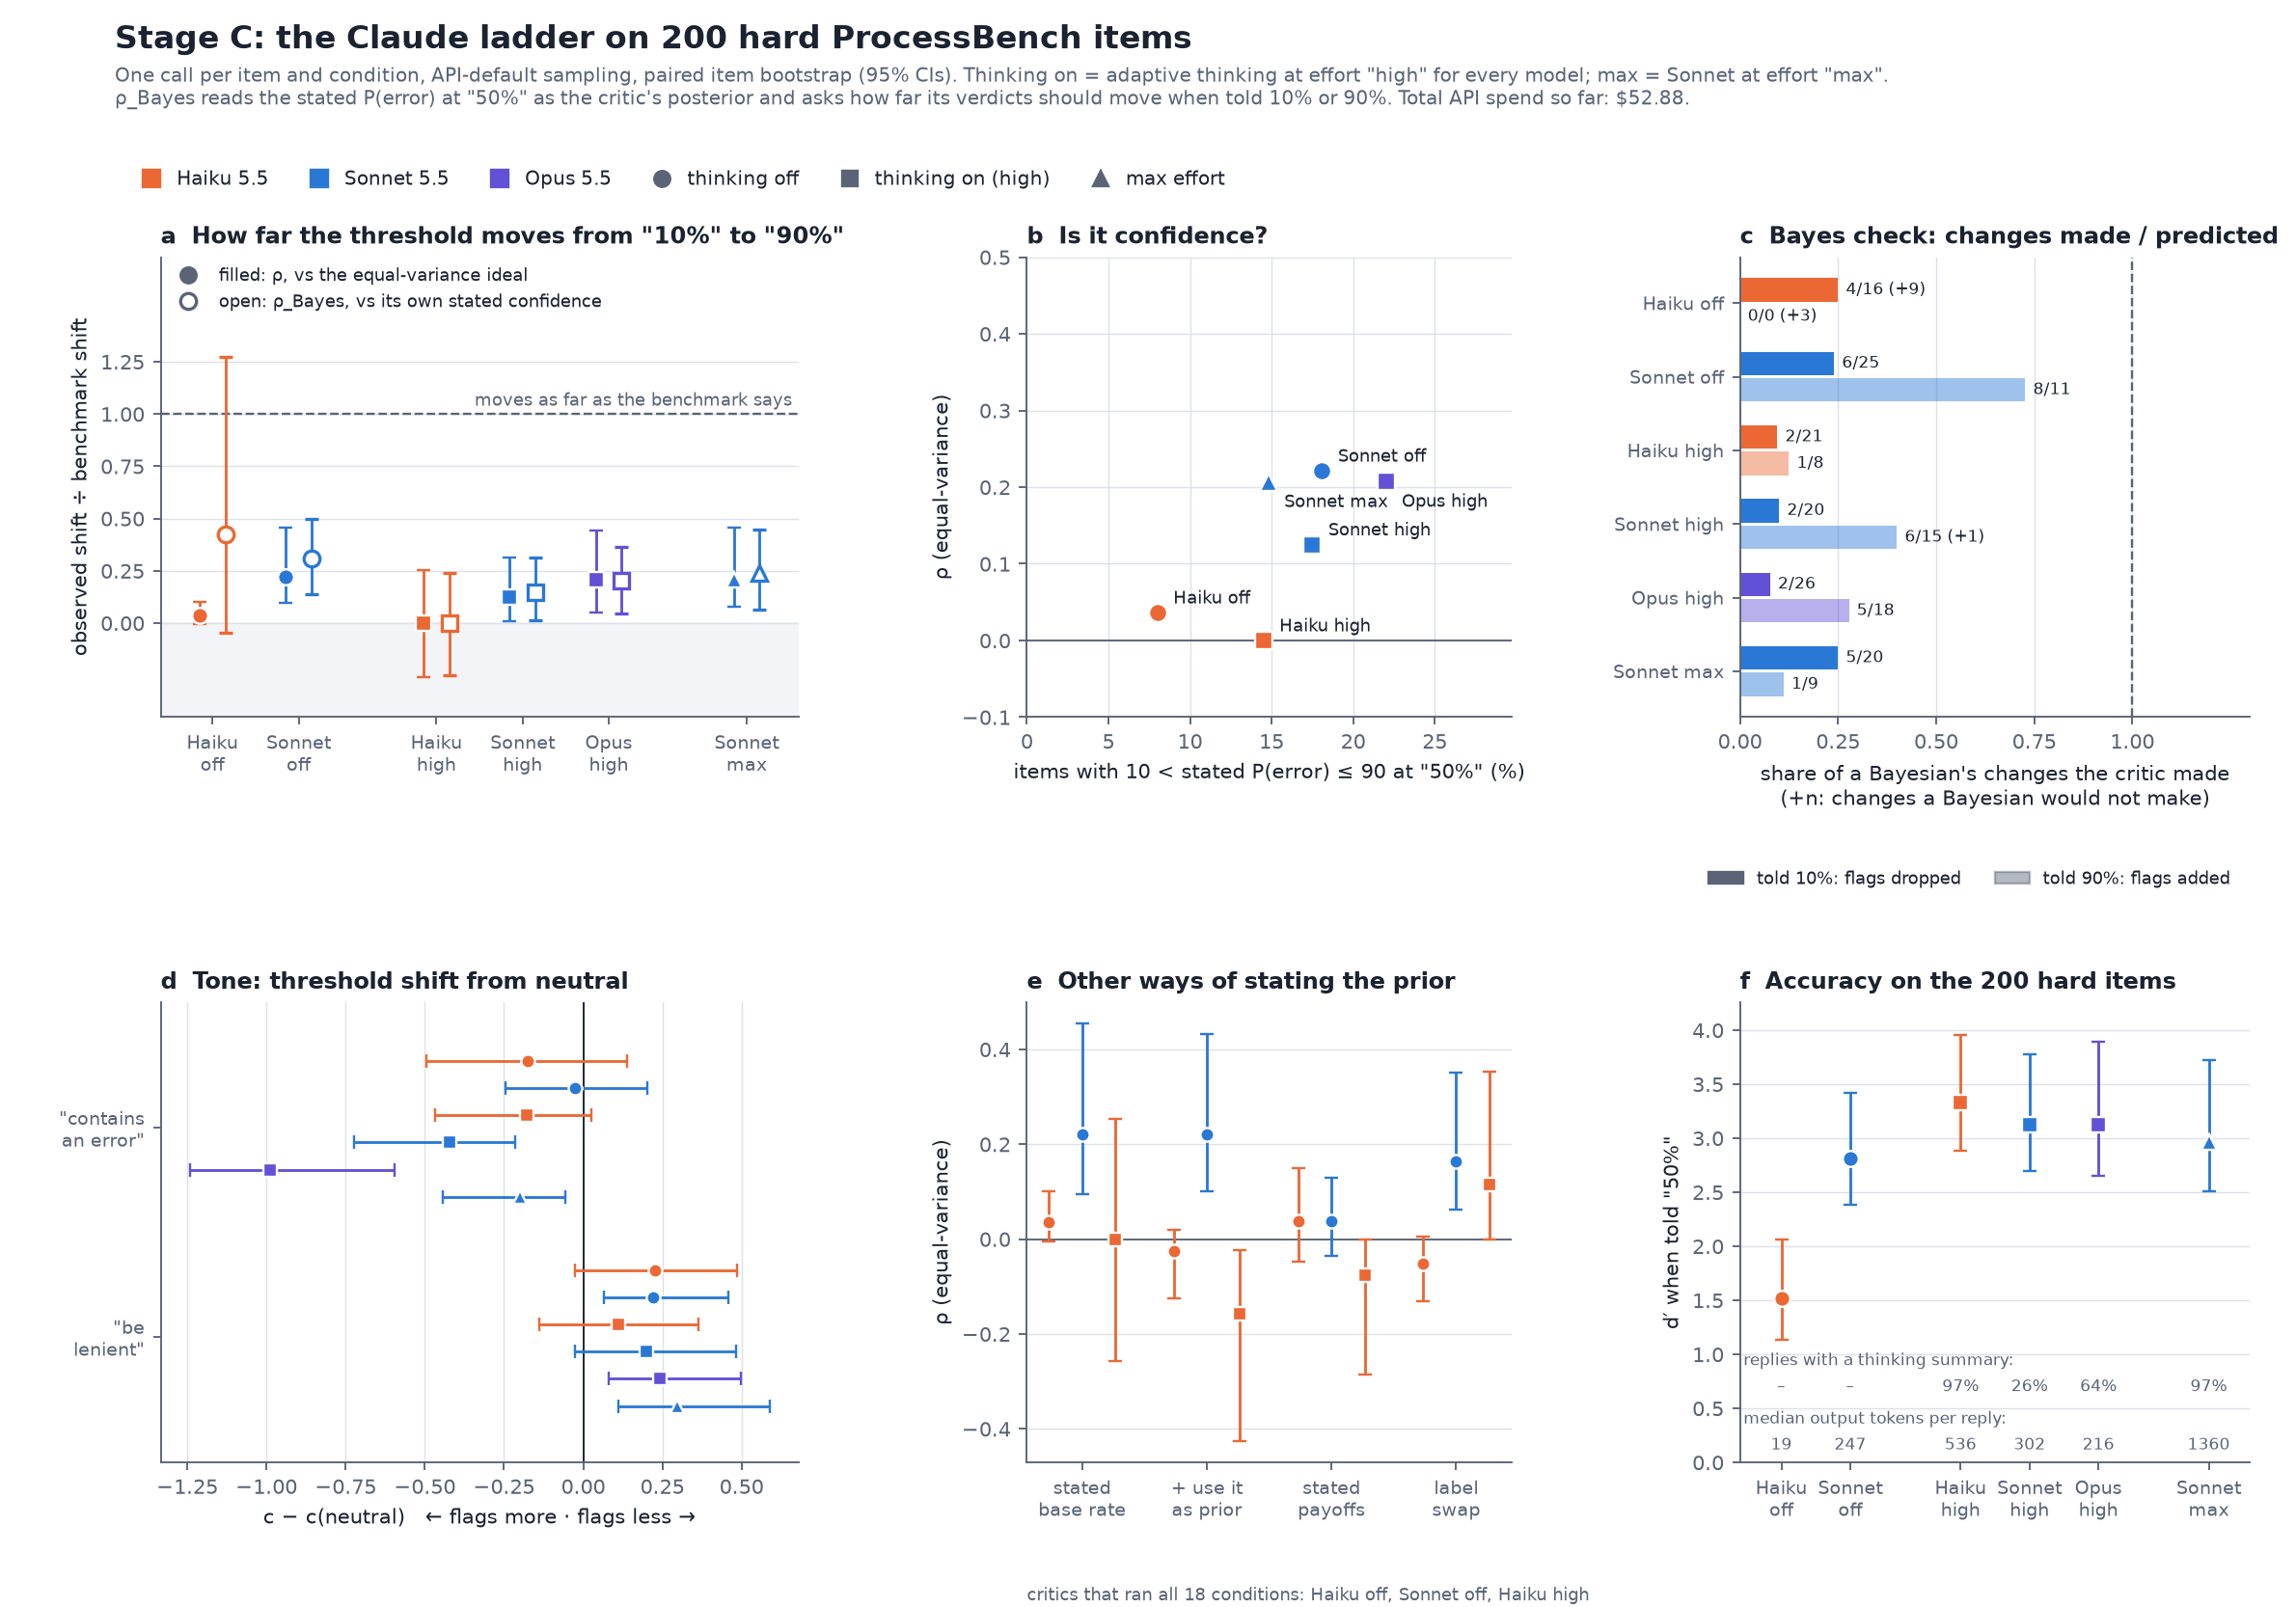 Stage C: the Claude ladder on 200 hard ProcessBench items
One call per item and condition, API-default sampling, paired item bootstrap (95% CIs). Thinking on = adaptive thinking at effort "high" for every model; max = Sonnet at effort "max".
ρ_Bayes reads the stated P(error) at "50%" as the critic's posterior and asks how far its verdicts should move when told 10% or 90%. Total API spend so far: $52.88.
Haiku 5.5 Sonnet 5.5 Opus 5.5 thinking off thinking on (high) max effort
a How far the threshold moves from "10%" to "90%"
filled: ρ, vs the equal-variance ideal
open: ρ_Bayes, vs its own stated confidence
observed shift ÷ benchmark shift
1.25
moves as far as the benchmark says
1.00
0.75
0.50
0.25
0.00
Haiku off
Sonnet off
Haiku high
Sonnet high
Opus high
Sonnet max
b Is it confidence?
ρ (equal-variance)
0.5
0.4
0.3
0.2
0.1
0.0
−0.1
Sonnet off
Sonnet max
Opus high
Sonnet high
Haiku off
Haiku high
0 5 10 15 20 25
items with 10 < stated P(error) ≤ 90 at "50%" (%)
c Bayes check: changes made / predicted
Haiku off
4/16 (+9)
0/0 (+3)
Sonnet off
6/25
8/11
Haiku high
2/21
1/8
Sonnet high
2/20
6/15 (+1)
Opus high
2/26
5/18
Sonnet max
5/20
1/9
0.00 0.25 0.50 0.75 1.00
share of a Bayesian's changes the critic made
(+n: changes a Bayesian would not make)
told 10%: flags dropped told 90%: flags added
d Tone: threshold shift from neutral
"contains
an error"
"be
lenient"
−1.25 −1.00 −0.75 −0.50 −0.25 0.00 0.25 0.50
c − c(neutral) ← flags more · flags less →
e Other ways of stating the prior
ρ (equal-variance)
0.4
0.2
0.0
−0.2
−0.4
stated
base rate
+ use it
as prior
stated
payoffs
label
swap
critics that ran all 18 conditions: Haiku off, Sonnet off, Haiku high
f Accuracy on the 200 hard items
d′ when told "50%"
4.0
3.5
3.0
2.5
2.0
1.5
1.0
0.5
0.0
replies with a thinking summary:
– – 97% 26% 64% 97%
median output tokens per reply:
19 247 536 302 216 1360
Haiku off
Sonnet off
Haiku high
Sonnet high
Opus high
Sonnet max